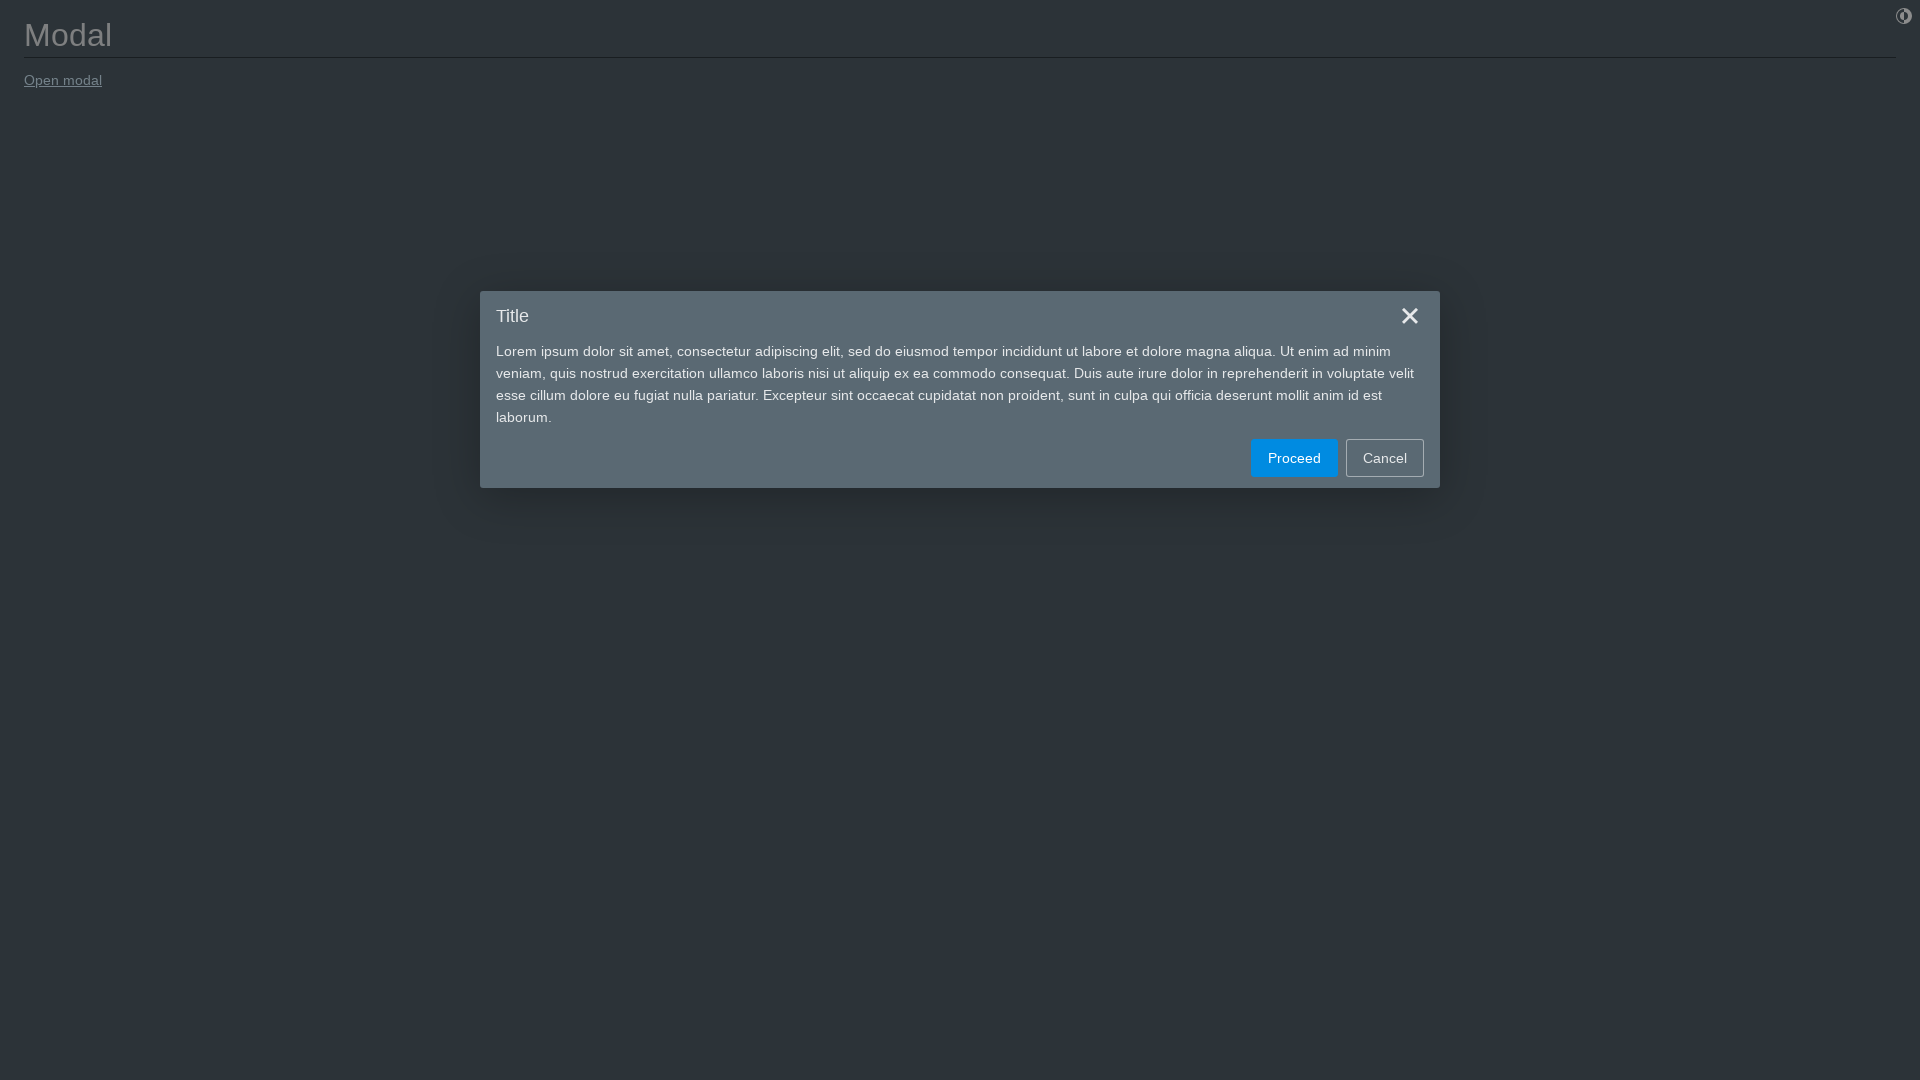 Modal
Open modal
Title
Lorem ipsum dolor sit amet, consectetur adipiscing elit, sed do eiusmod tempor incididunt ut labore et dolore magna aliqua. Ut enim ad minim
veniam, quis nostrud exercitation ullamco laboris nisi ut aliquip ex ea commodo consequat. Duis aute irure dolor in reprehenderit in voluptate velit
esse cillum dolore eu fugiat nulla pariatur. Excepteur sint occaecat cupidatat non proident, sunt in culpa qui officia deserunt mollit anim id est
laborum.
Proceed Cancel